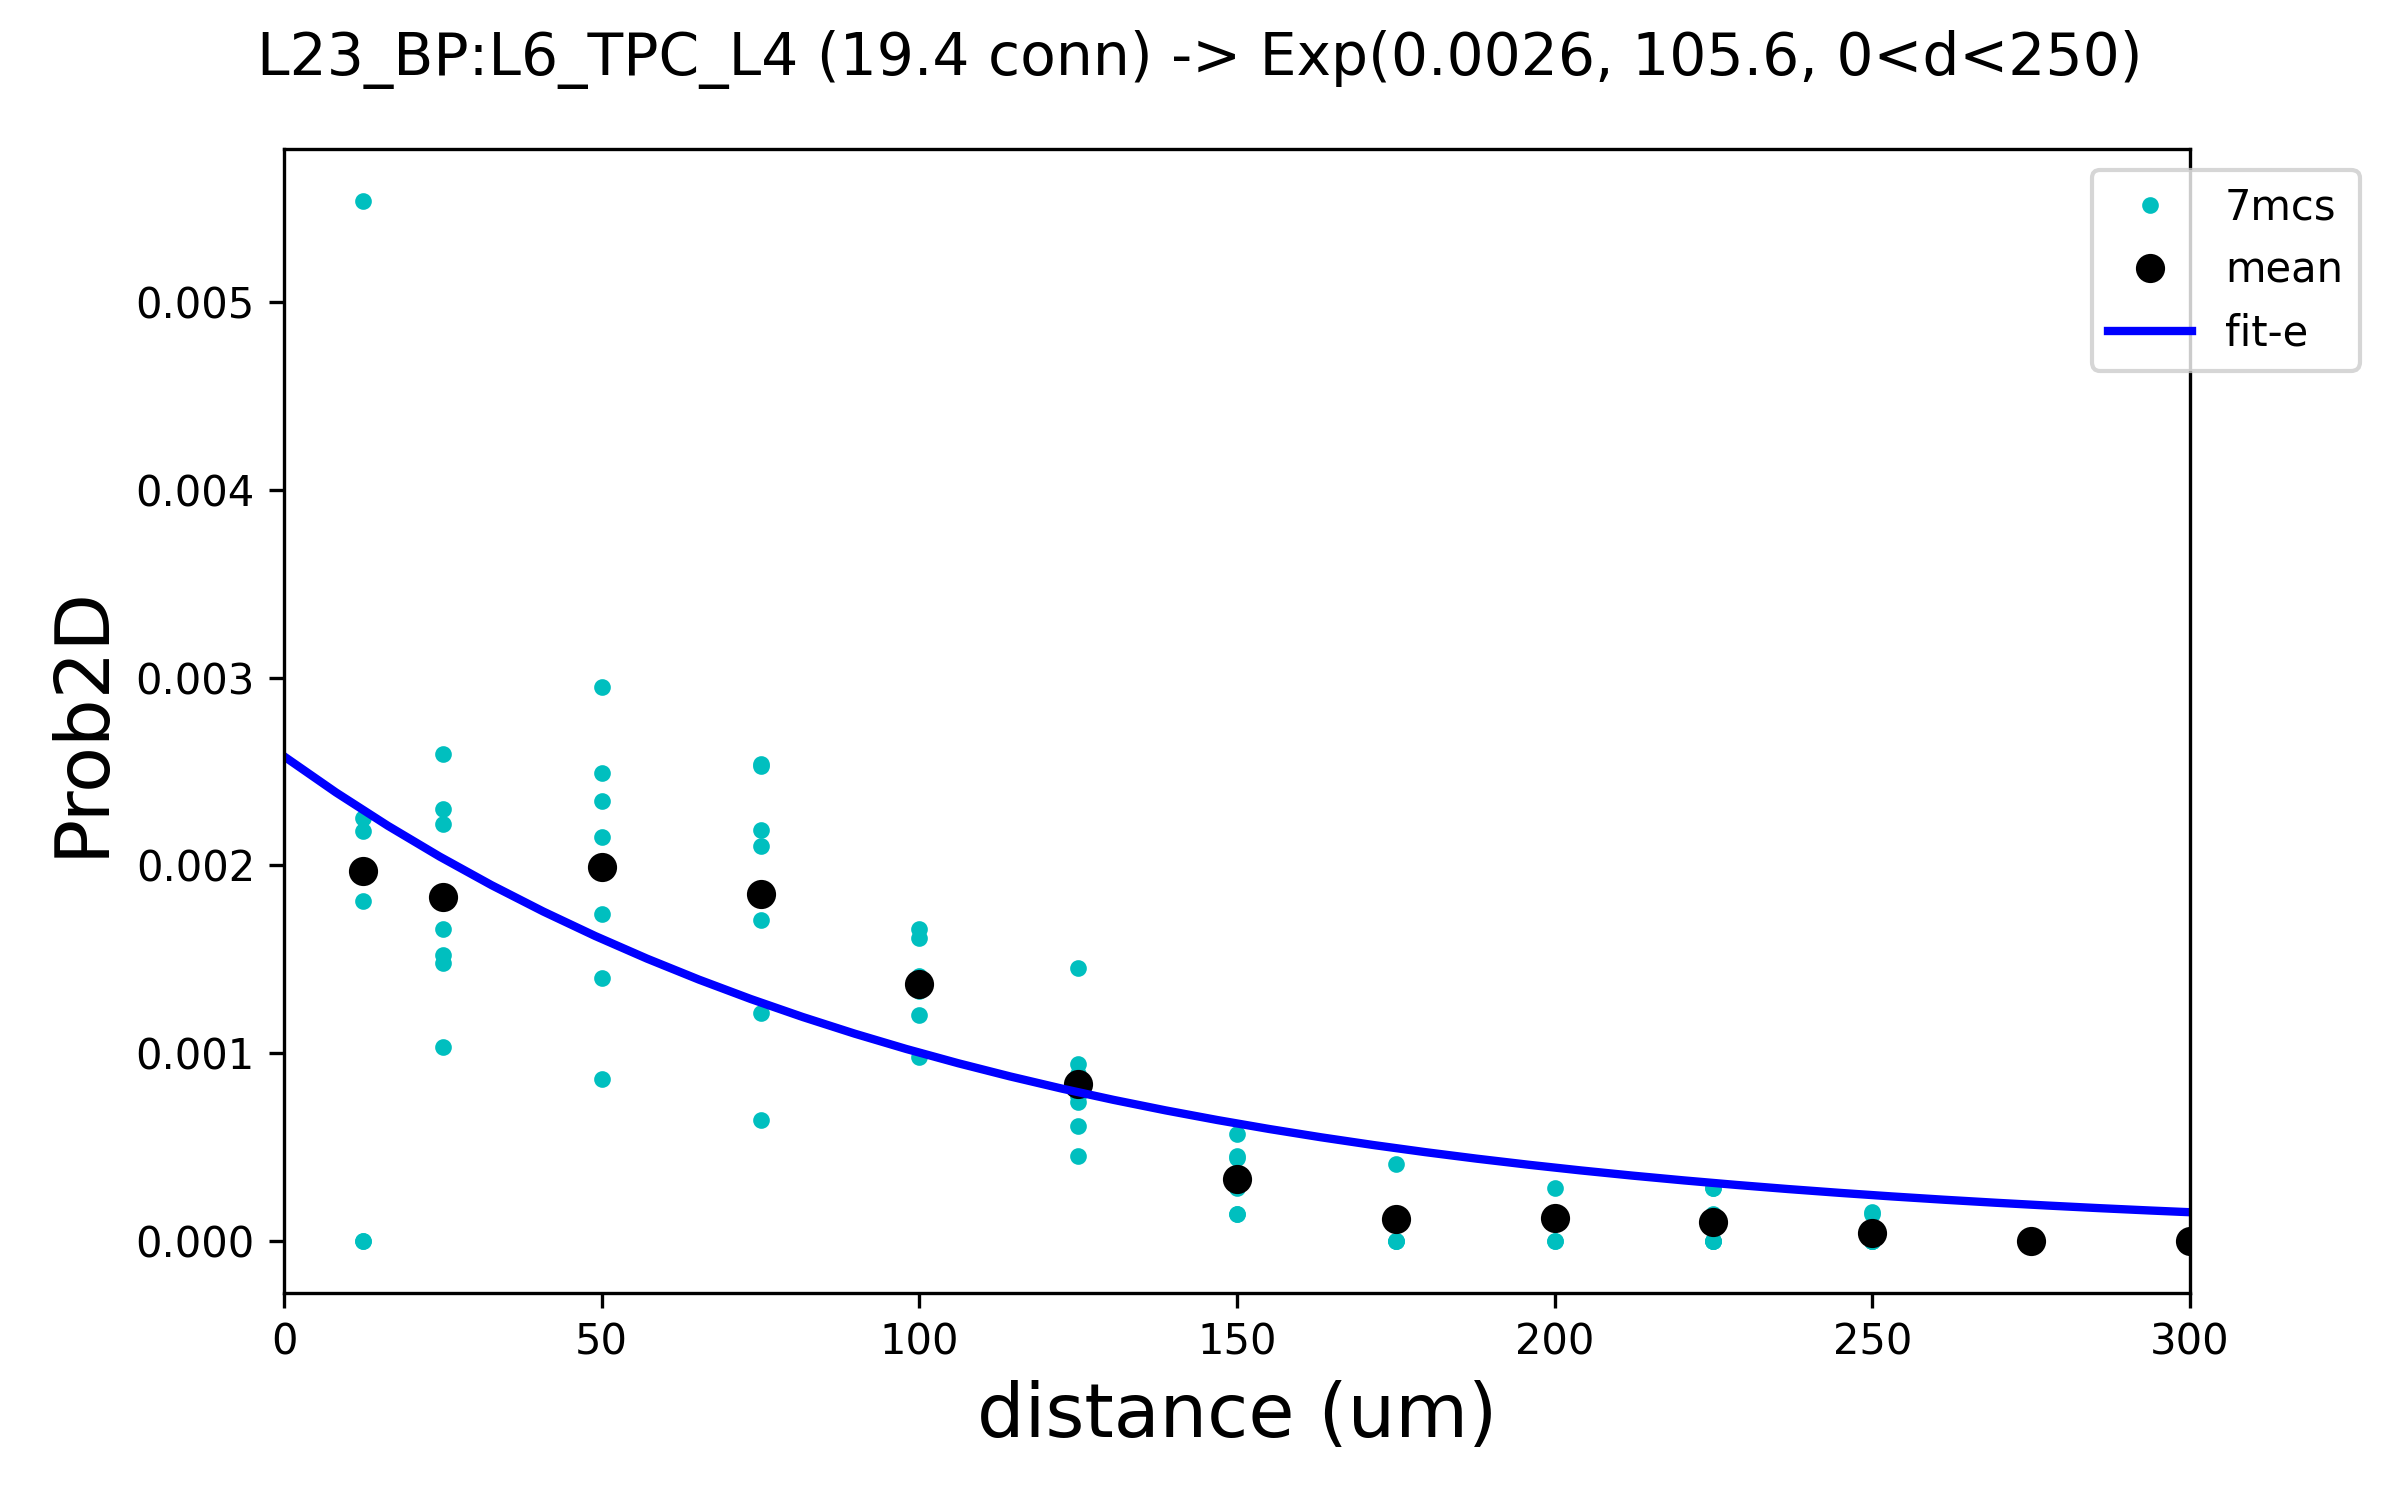 L23_BP:L6_TPC_L4 (19.4 conn) -> Exp(0.0026, 105.6, 0<d<250)
7mcs
mean
fit-e
Prob2D
0.005
0.004
0.003
0.002
0.001
0.000
0 50 100 150 200 250 300
distance (um)